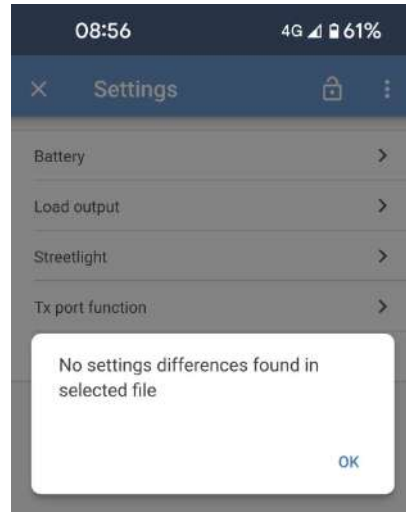 08:56 4G 61%
Settings
Battery
Load output
Streetlight
Tx port function
No settings differences found in
selected file
OK